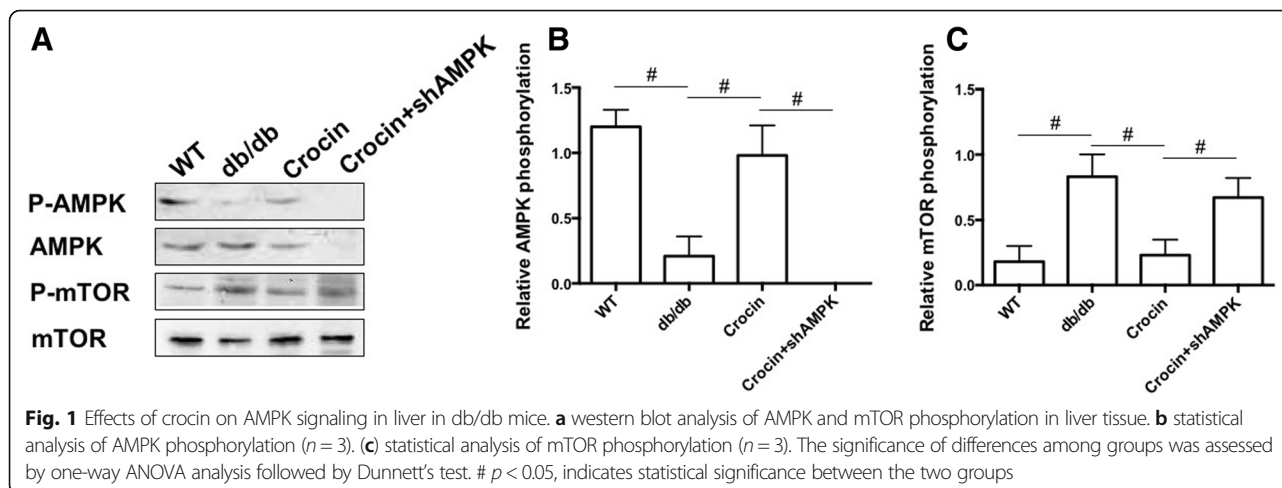 A
WT
db/db
Crocin
Crocin+shAMPK
P-AMPK
AMPK
P-mTOR
mTOR
B
Relative AMPK phosphorylation
1.5
1.0
0.5
0.0
#
#
#
WT
db/db
Crocin
Crocin+shAMPK
C
Relative mTOR phosphorylation
1.5
1.0
0.5
0.0
#
#
#
WT
db/db
Crocin
Crocin+shAMPK
Fig. 1 Effects of crocin on AMPK signaling in liver in db/db mice. a western blot analysis of AMPK and mTOR phosphorylation in liver tissue. b statistical
analysis of AMPK phosphorylation (n = 3). (c) statistical analysis of mTOR phosphorylation (n = 3). The significance of differences among groups was assessed
by one-way ANOVA analysis followed by Dunnett's test. # p < 0.05, indicates statistical significance between the two groups